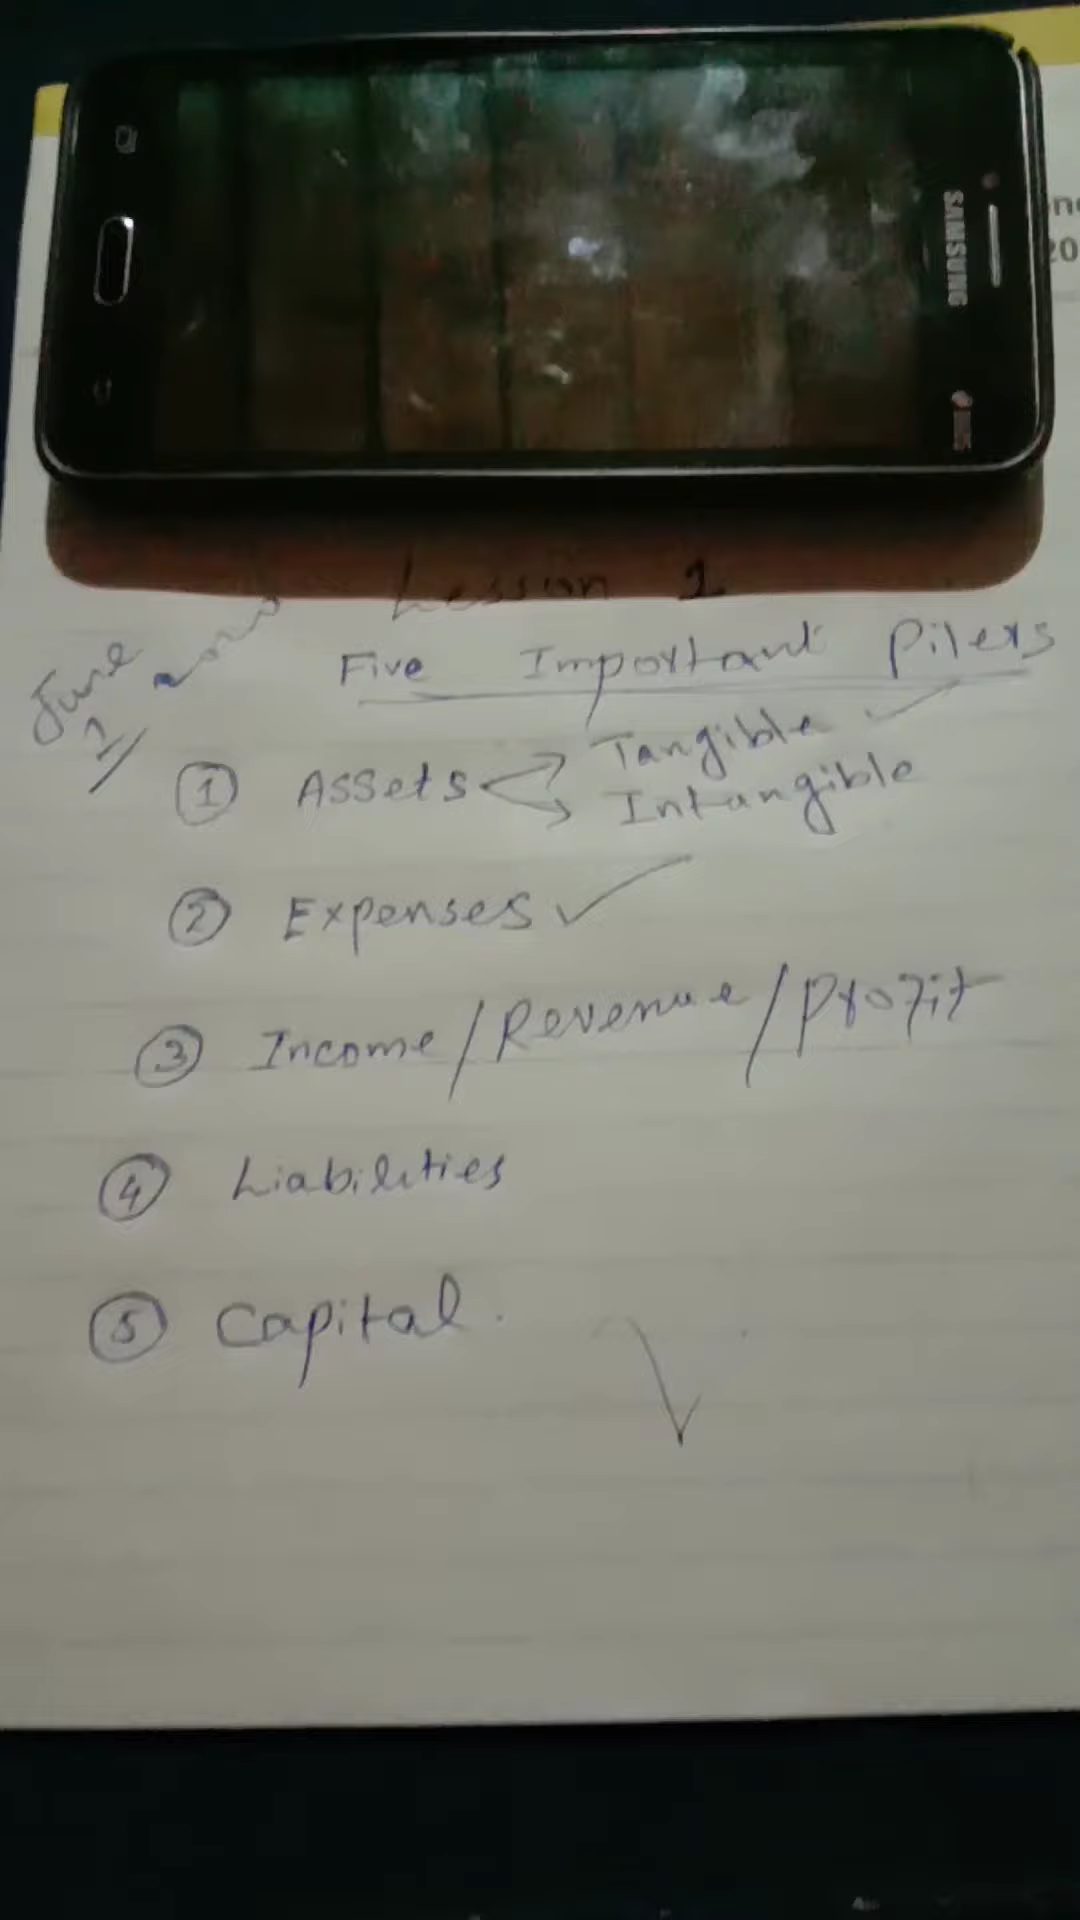 SAMSUNG
DUOS
Lesson 1
June
1/
Five Important Pilers
① Assets Tangible ✓
Intangible
② Expenses ✓
③ Income / Revenue / Profit
④ Liabilities
⑤ Capital.